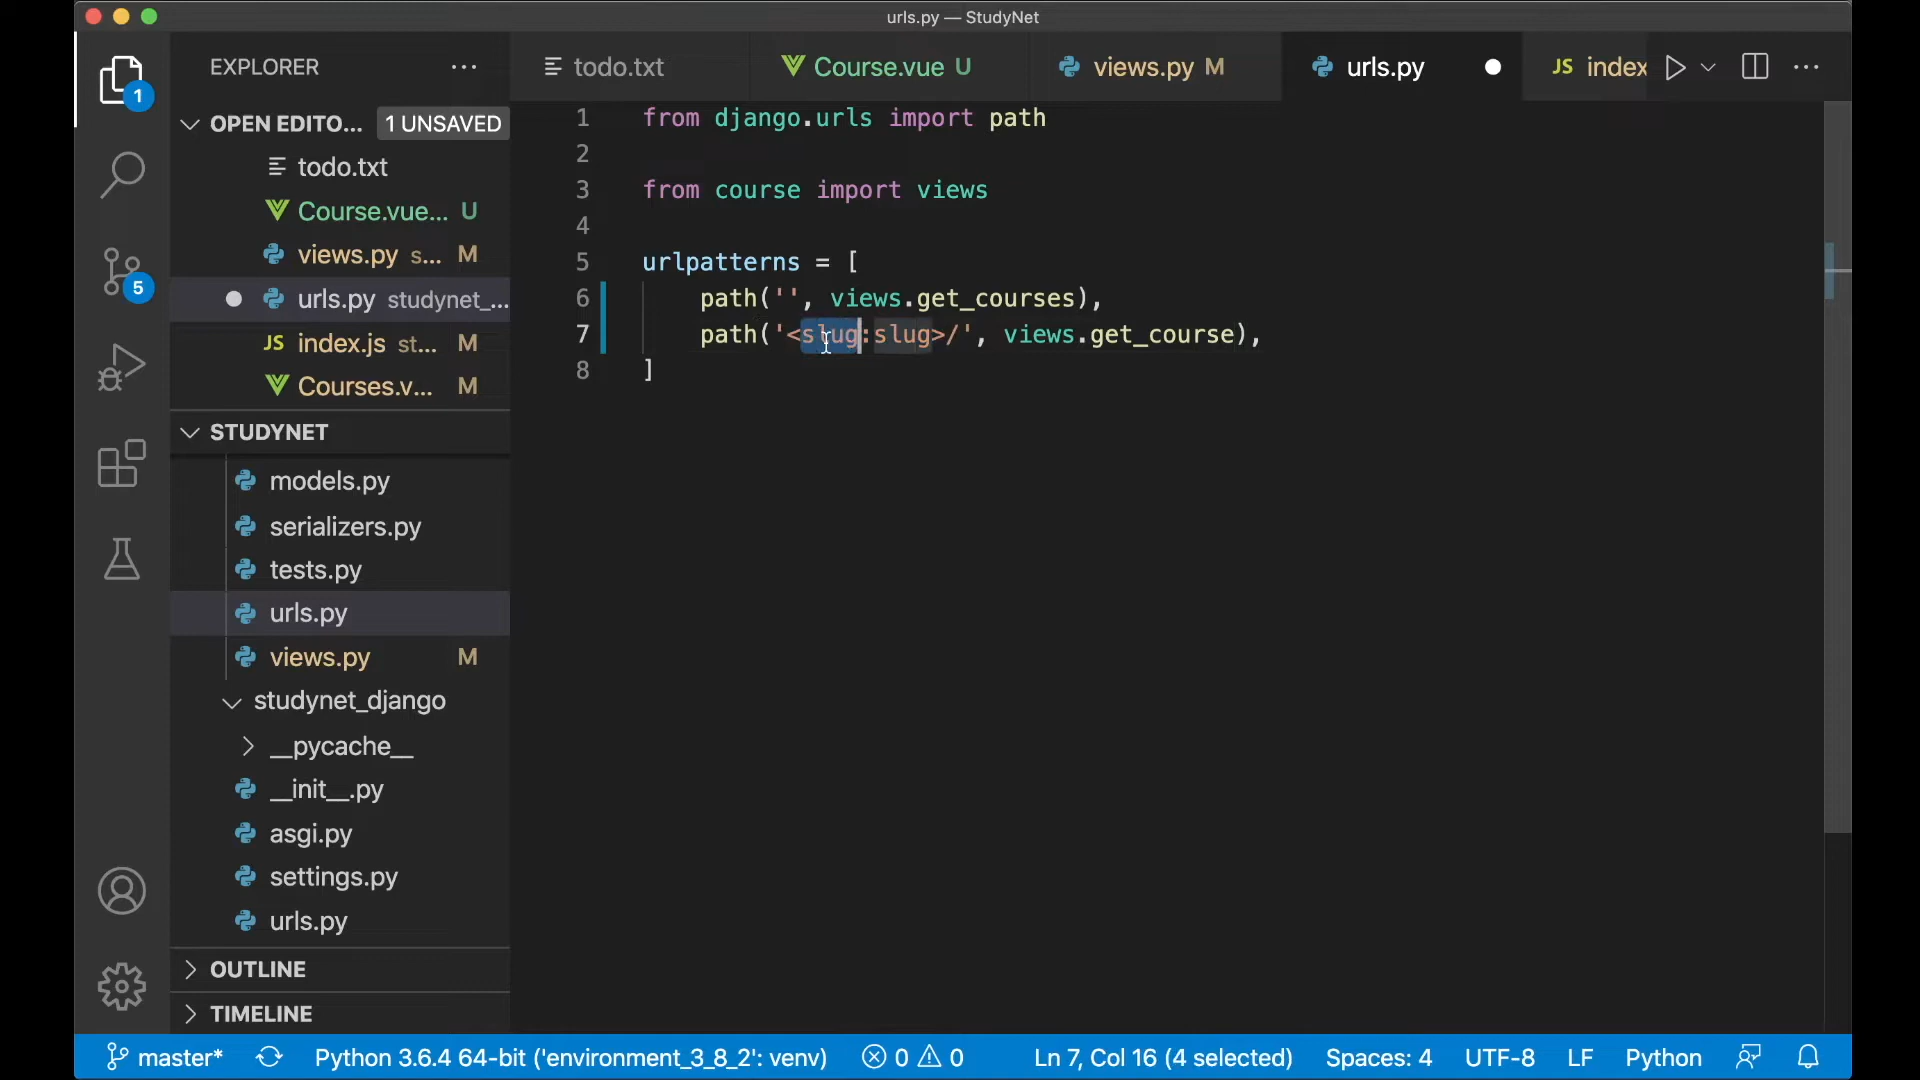 urls.py — StudyNet
EXPLORER
todo.txt
Course.vue U
views.py M
urls.py
JS index
1
OPEN EDITO... 1 UNSAVED
todo.txt
Course.vue... U
views.py s... M
urls.py studynet_...
JS index.js st... M
Courses.v... M
5
STUDYNET
models.py
serializers.py
tests.py
urls.py
views.py M
studynet_django
__pycache__
__init__.py
asgi.py
settings.py
urls.py
OUTLINE
TIMELINE
1 from django.urls import path
2
3 from course import views
4
5 urlpatterns = [
6 path('', views.get_courses),
7 path('<slug:slug>/', views.get_course),
8 ]
master* Python 3.6.4 64-bit ('environment_3_8_2': venv) 0 0 Ln 7, Col 16 (4 selected) Spaces: 4 UTF-8 LF Python